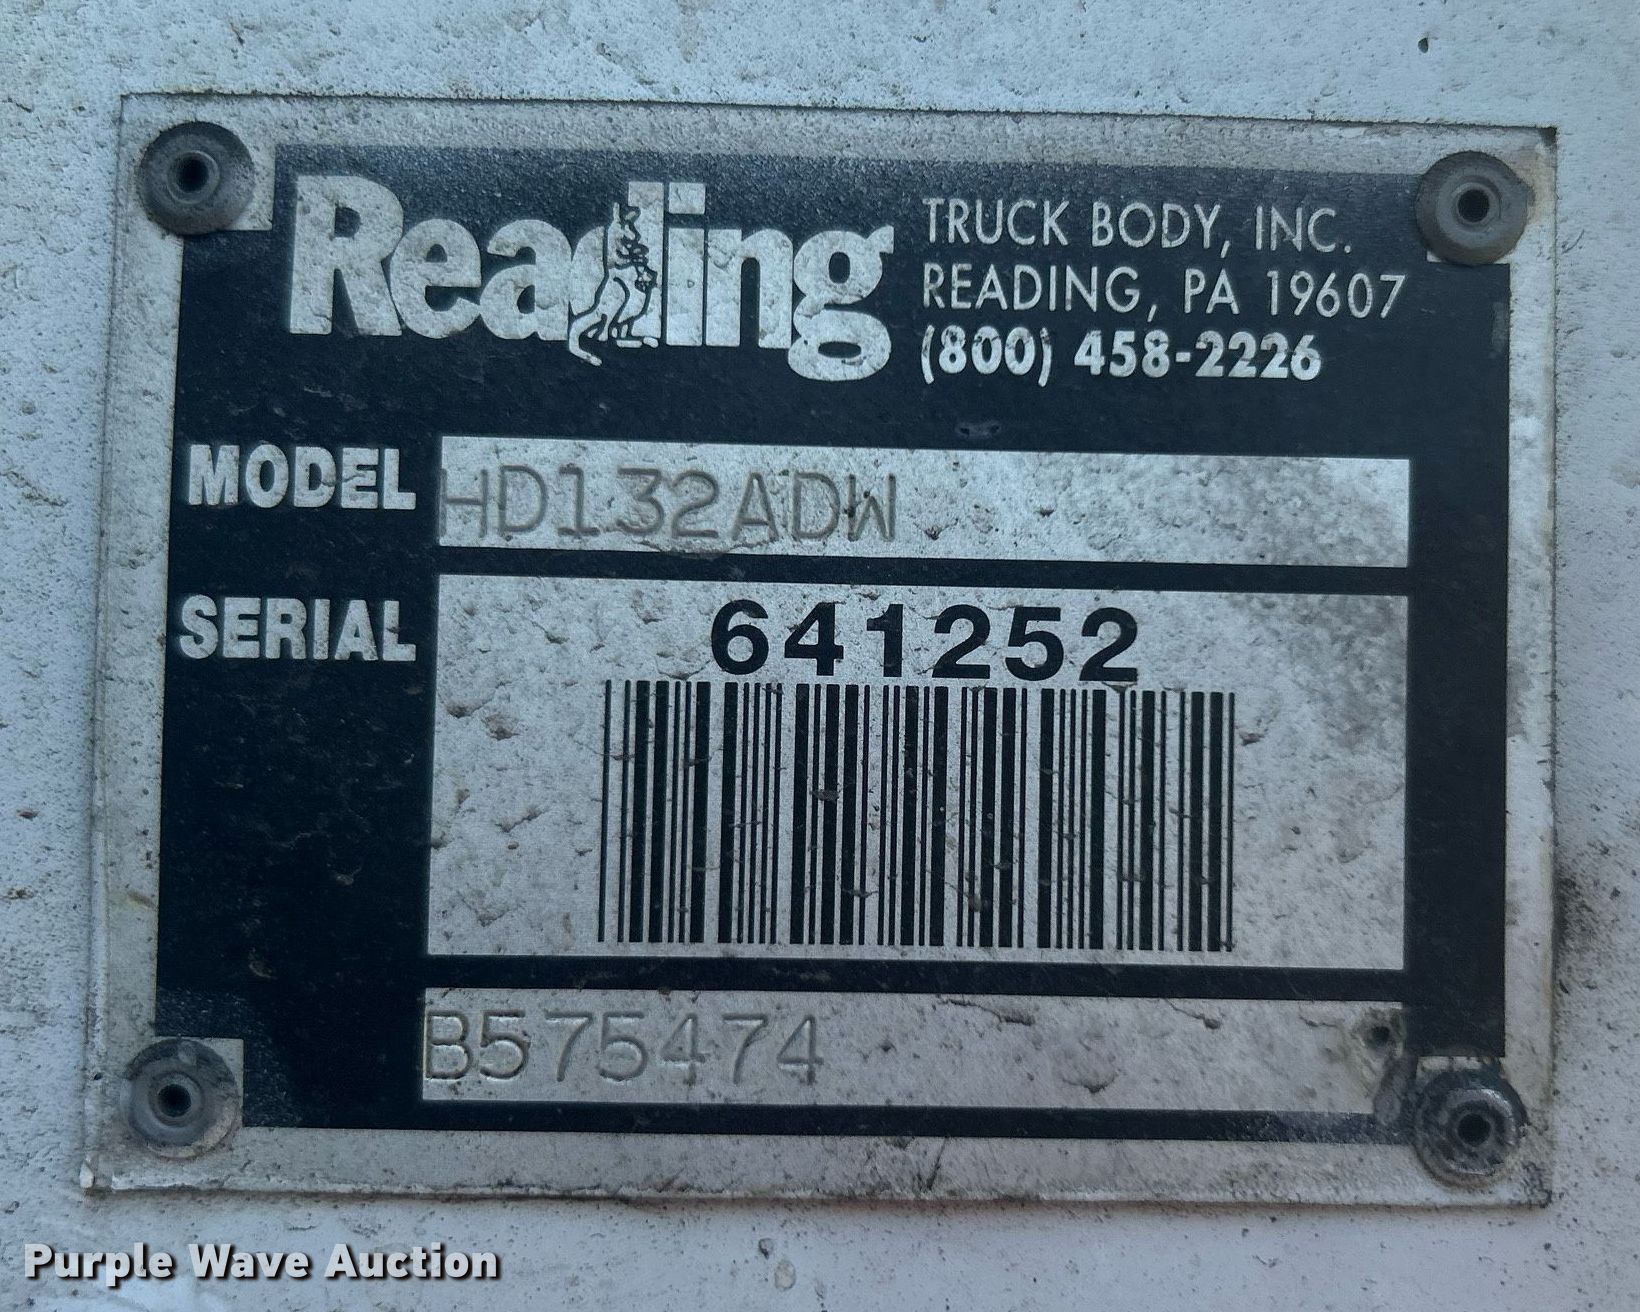 Reading
TRUCK BODY, INC.
READING, PA 19607
(800) 458-2226
MODEL HD132ADW
SERIAL 641252
B575474
Purple Wave Auction